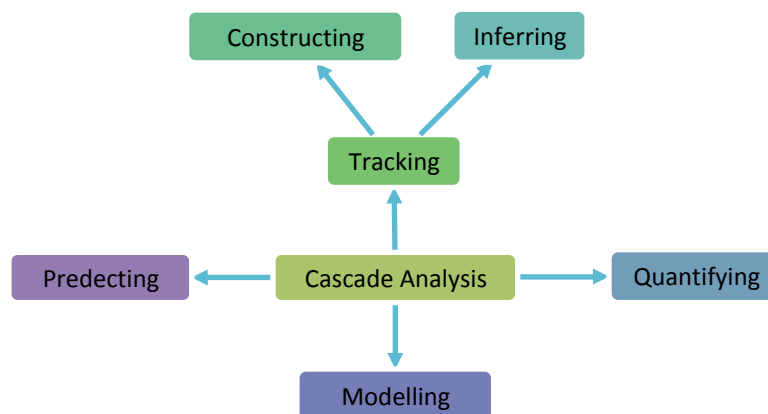 Constructing
Inferring
Tracking
Predecting
Cascade Analysis
Quantifying
Modelling